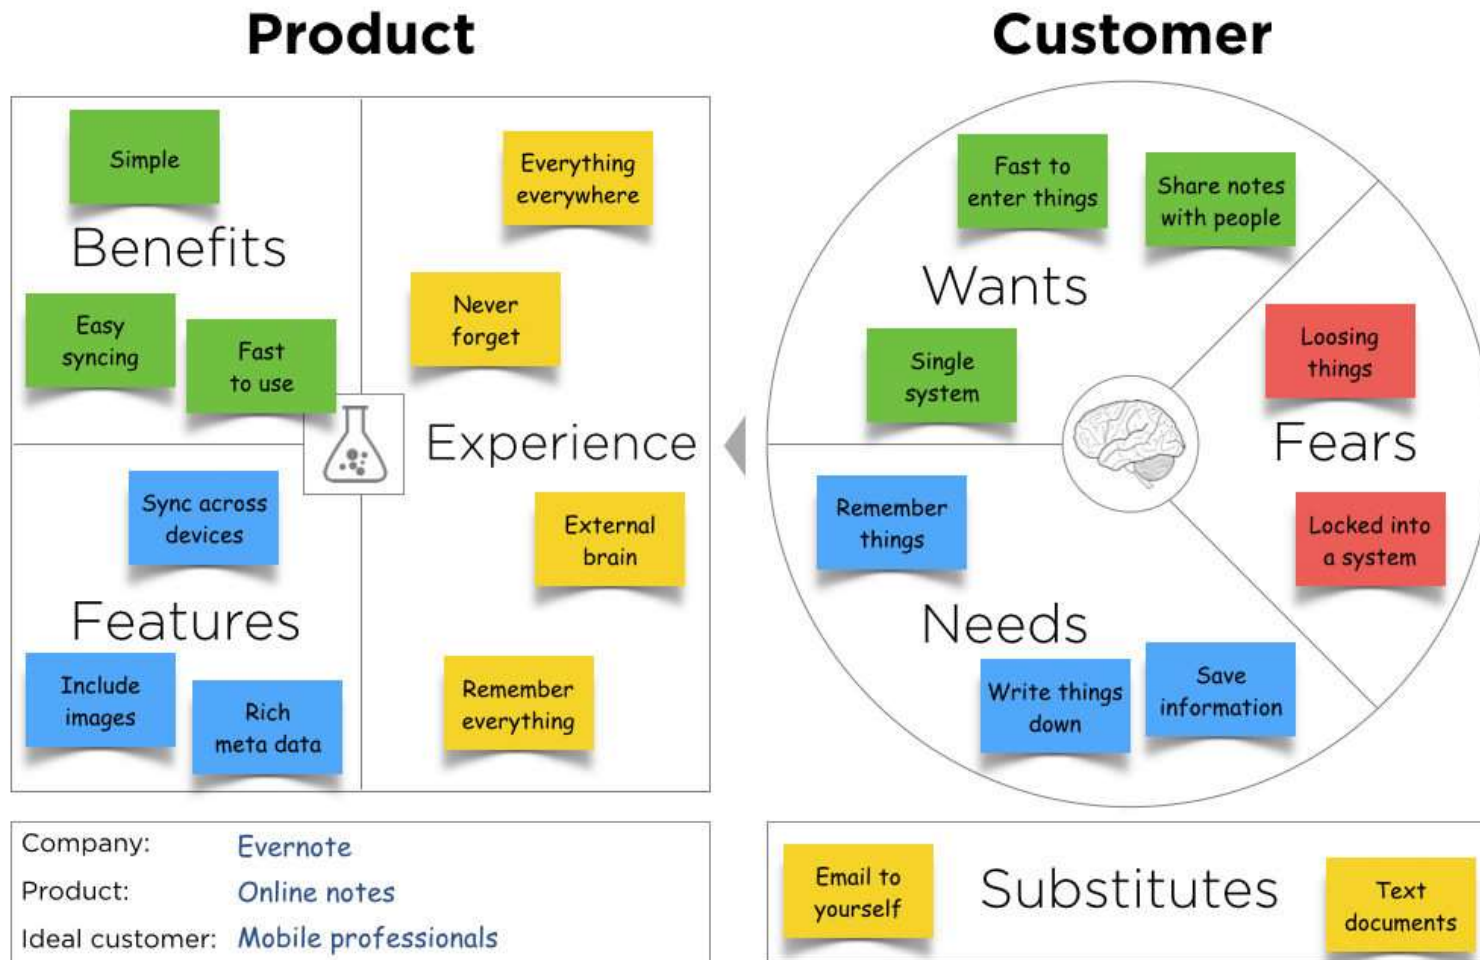 Product
Simple
Benefits
Easy
syncing
Fast
to use
Everything
everywhere
Never
forget
Experience
External
brain
Remember
everything
Sync across
devices
Features
Include
images
Rich
meta data
Company: Evernote
Product: Online notes
Ideal customer: Mobile professionals
Customer
Fast to
enter things
Share notes
with people
Wants
Single
system
Loosing
things
Fears
Locked into
a system
Remember
things
Needs
Write things
down
Save
information
Email to
yourself
Substitutes
Text
documents